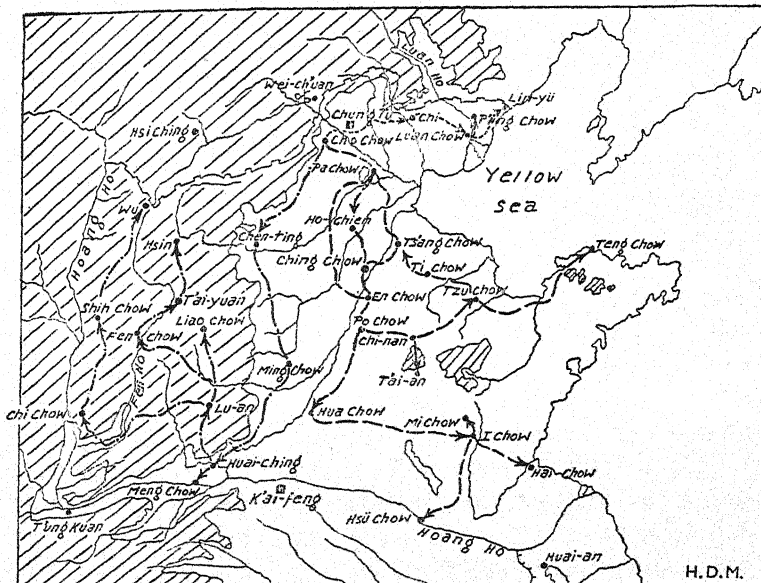 Luan Ho
Wei-ch'uan
Lin-yü
Chung Tu
Chi
P'ing Chow
Hsi Ching
Cho Chow
Luan Chow
Pa Chow
Yellow
sea
Hoang Ho
Wu
Ho-chien
Hsin
Chen-ting
Ts'ang Chow
Teng Chow
Ching Chow
Ti Chow
T'ai-yuan
En Chow
Tzu Chow
Shih Chow
Liao Chow
Po Chow
Fen Chow
Chi-nan
Fen Ho
Ming Chow
T'ai-an
Chi Chow
Lu-an
Hua Chow
Mi Chow
I Chow
Huai-Ching
Hai-Chow
Meng Chow
K'ai-feng
T'ung Kuan
Hsü Chow
Hoang Ho
Huai-an
H.D.M.